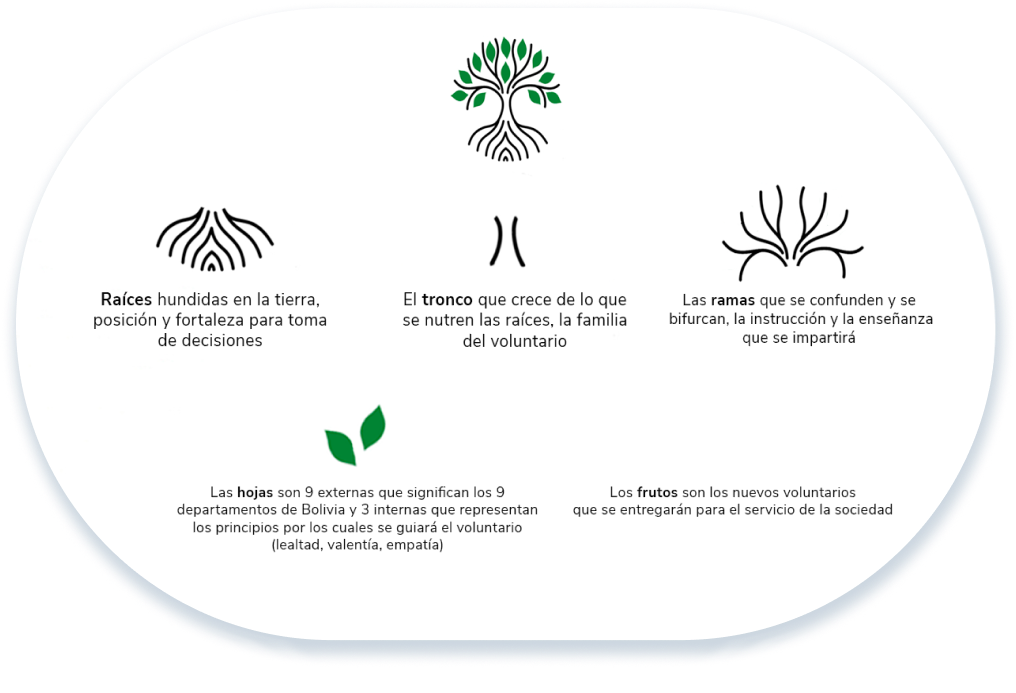 Raíces hundidas en la tierra,
posición y fortaleza para toma
de decisiones
El tronco que crece de lo que
se nutren las raíces, la familia
del voluntario
Las ramas que se confunden y se
bifurcan, la instrucción y la enseñanza
que se impartirá
Las hojas son 9 externas que significan los 9
departamentos de Bolivia y 3 internas que representan
los principios por los cuales se guiará el voluntario
(lealtad, valentía, empatía)
Los frutos son los nuevos voluntarios
que se entregarán para el servicio de la sociedad